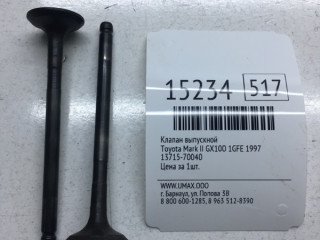 15234 517
Клапан выпускной
Toyota Mark II GX100 1GFE 1997
13715-70040
Цена за 1шт.
WWW.UMAX.OOO
г. Барнаул, ул. Попова 3В
8 800 600-1285, 8 963 512-8390